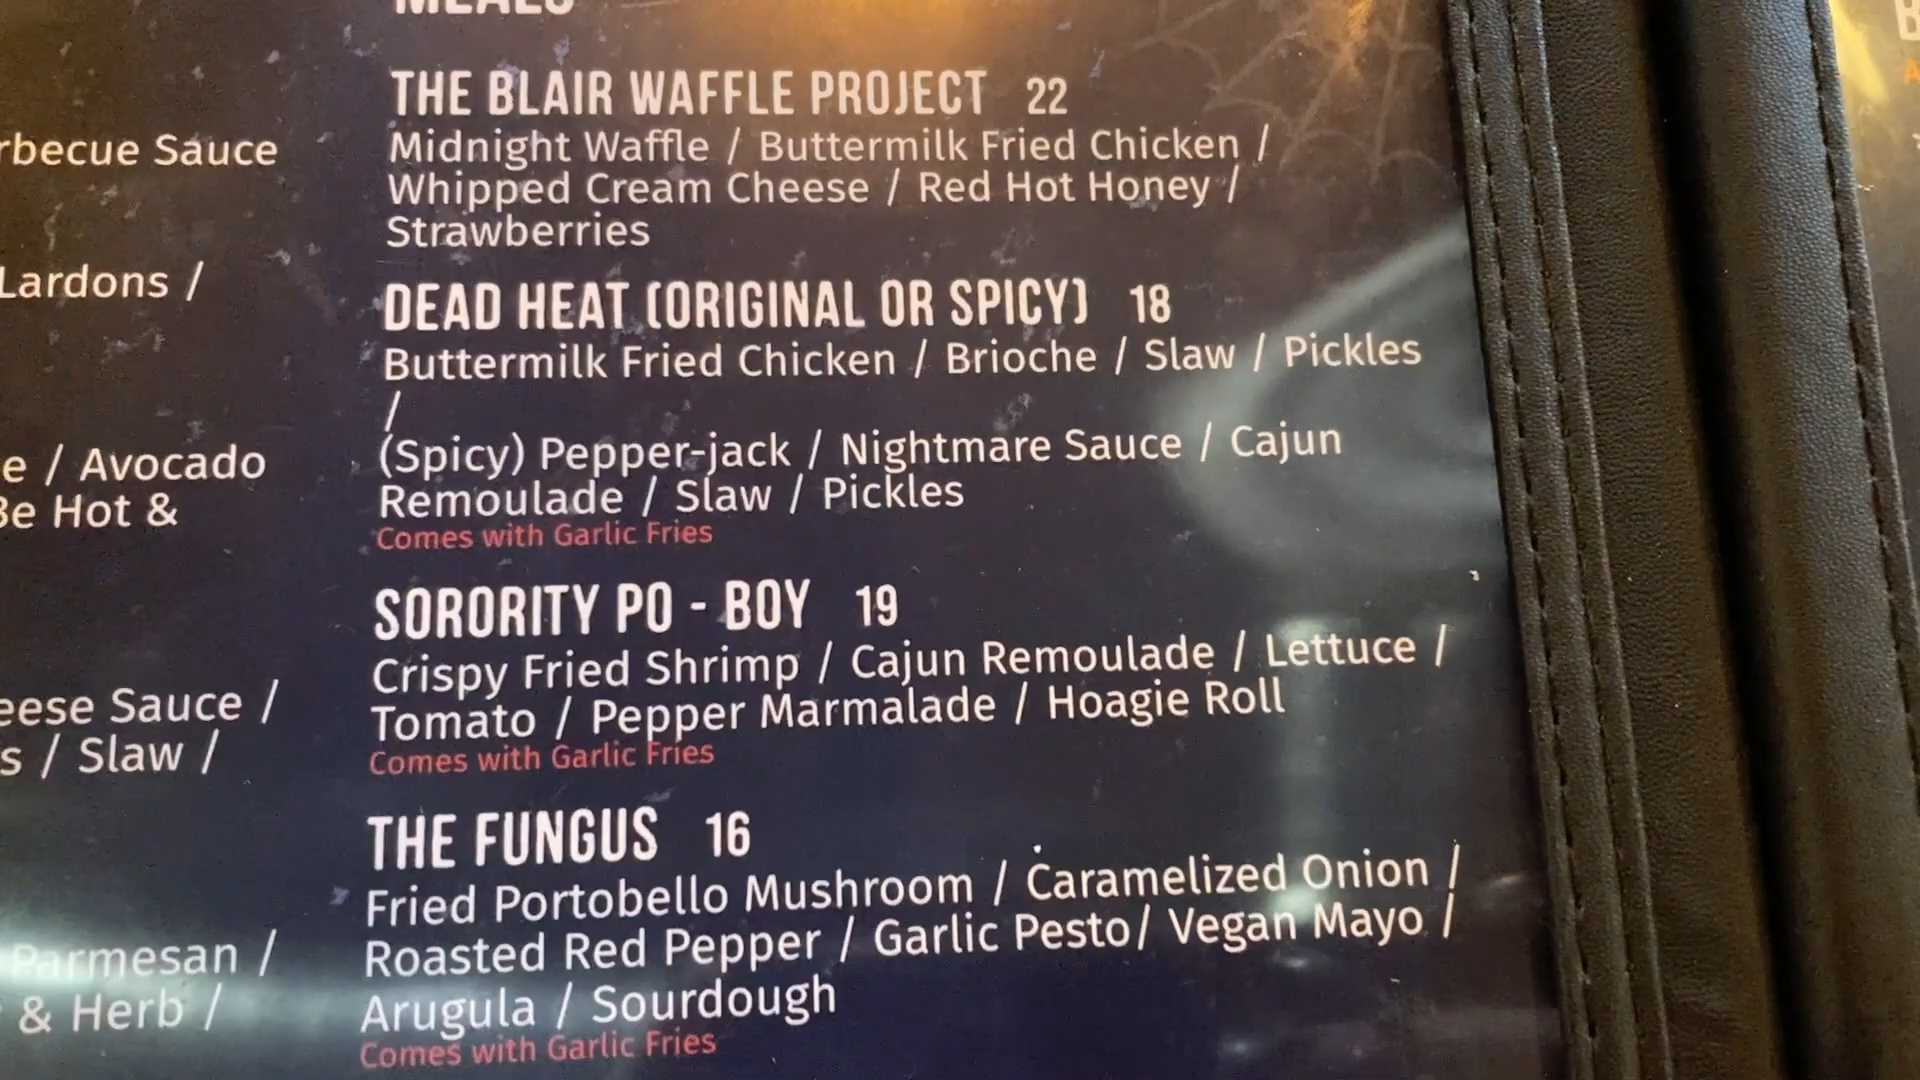 MEALS
THE BLAIR WAFFLE PROJECT 22
Midnight Waffle / Buttermilk Fried Chicken /
Whipped Cream Cheese / Red Hot Honey /
Strawberries
DEAD HEAT (ORIGINAL OR SPICY) 18
Buttermilk Fried Chicken / Brioche / Slaw / Pickles
/
(Spicy) Pepper-jack / Nightmare Sauce / Cajun
Remoulade / Slaw / Pickles
Comes with Garlic Fries
SORORITY PO - BOY 19
Crispy Fried Shrimp / Cajun Remoulade / Lettuce /
Tomato / Pepper Marmalade / Hoagie Roll
Comes with Garlic Fries
THE FUNGUS 16
Fried Portobello Mushroom / Caramelized Onion /
Roasted Red Pepper / Garlic Pesto/ Vegan Mayo /
Arugula / Sourdough
Comes with Garlic Fries
Sauce
Lardons /
/ Avocado
Be Hot &
Sauce /
/ Slaw /
Parmesan /
& Herb /